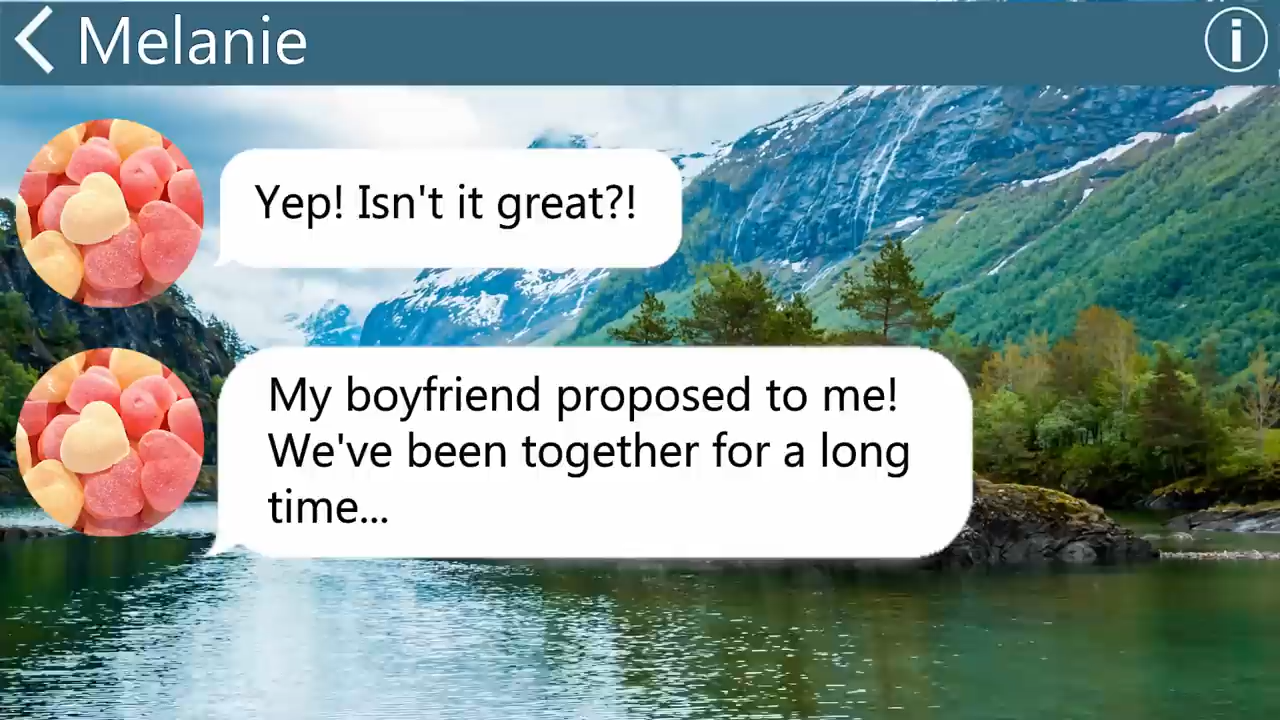 Melanie
Yep! Isn't it great?!
My boyfriend proposed to me!
We've been together for a long
time...